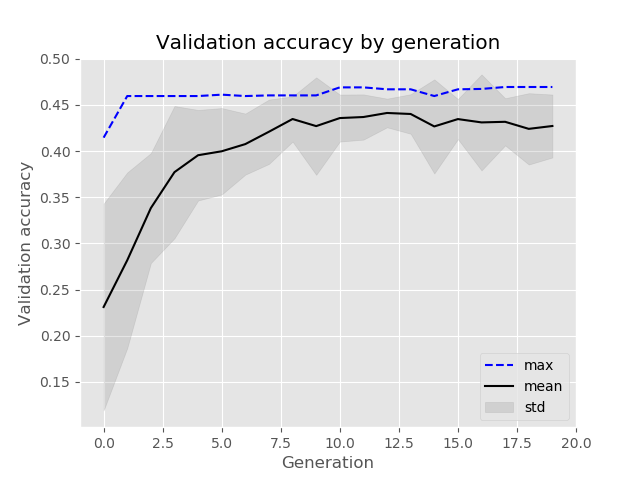 Validation accuracy by generation
0.50
0.45
0.40
0.35
0.30
0.25
0.20
0.15
Validation accuracy
max
mean
std
0.0 2.5 5.0 7.5 10.0 12.5 15.0 17.5 20.0
Generation